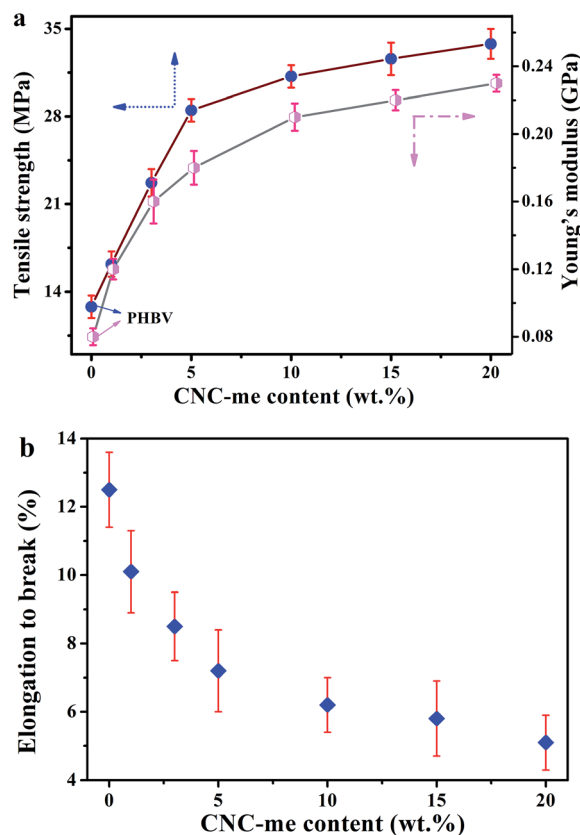 a
Tensile strength (MPa)
35
28
21
14
0.24
0.20
0.16
0.12
0.08
Young's modulus (GPa)
PHBV
0 5 10 15 20
CNC-me content (wt.%)
b
Elongation to break (%)
14
12
10
8
6
4
0 5 10 15 20
CNC-me content (wt.%)